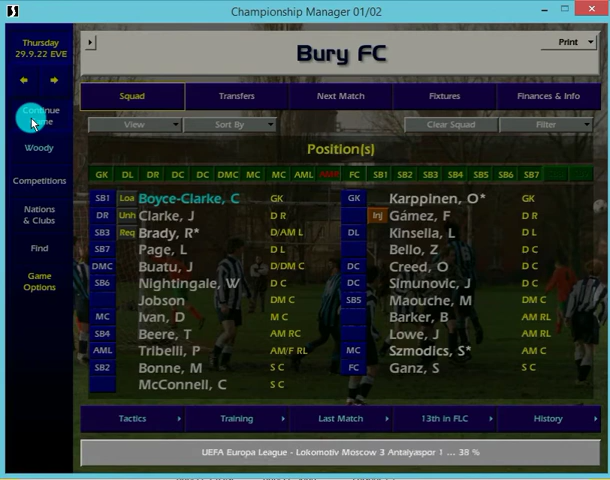 Championship Manager 01/02
Thursday
29.9.22 EVE
Continue
Game
Woody
Competitions
Nations
& Clubs
Find
Game
Options
Bury FC
Print
Squad Transfers Next Match Fixtures Finances & Info
View Sort By Clear Squad Filter
Position(s)
GK DL DR DC DC DMC MC MC AML AMR FC SB1 SB2 SB3 SB4 SB5 SB6 SB7
SB1 Loa Boyce-Clarke, C GK
DR Unh Clarke, J D R
SB3 Req Brady, R* D/AM L
SB7 Page, L D L
DMC Buatu, J D/DM C
SB6 Nightingale, W D C
Jobson DM C
MC Ivan, D M C
SB4 Beere, T AM RC
AML Tribelli, P AM/F RL
SB2 Bonne, M S C
McConnell, C S C
GK Karppinen, O* GK
Inj Gámez, F D R
DL Kinsella, L D L
Bello, Z D C
DC Creed, O D C
DC Simunovic, J D C
SB5 Maouche, M DM C
Barker, B AM RL
Lowe, J AM RL
MC Szmodics, S* AM C
FC Ganz, S S C
Tactics Training Last Match 13th in FLC History
UEFA Europa League - Lokomotiv Moscow 3 Antalyaspor 1 ... 38 %